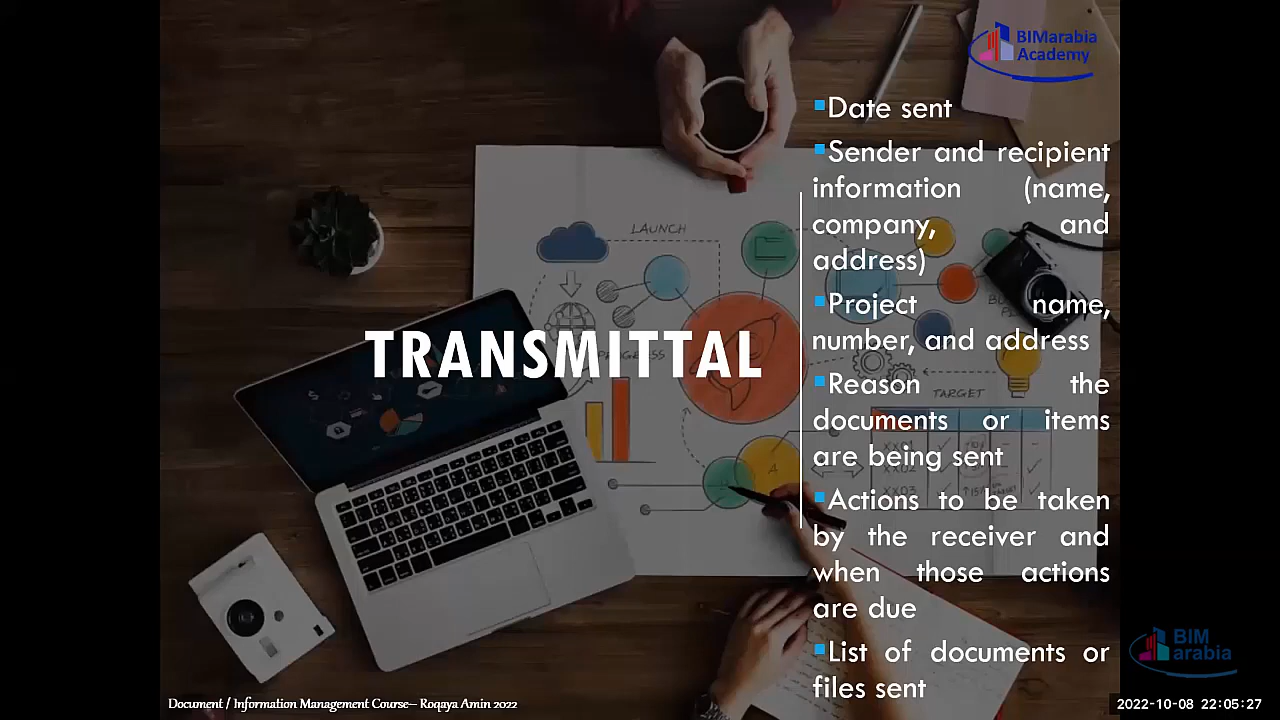 BIMarabia
Academy
Date sent
Sender and recipient
information (name,
company, and
address)
Project name,
number, and address
Reason the
documents or items
are being sent
Actions to be taken
by the receiver and
when those actions
are due
List of documents or
files sent
TRANSMITTAL
LAUNCH
TARGET
A
BIM
arabia
Document / Information Management Course– Roqaya Amin 2022
2022-10-08 22:05:27